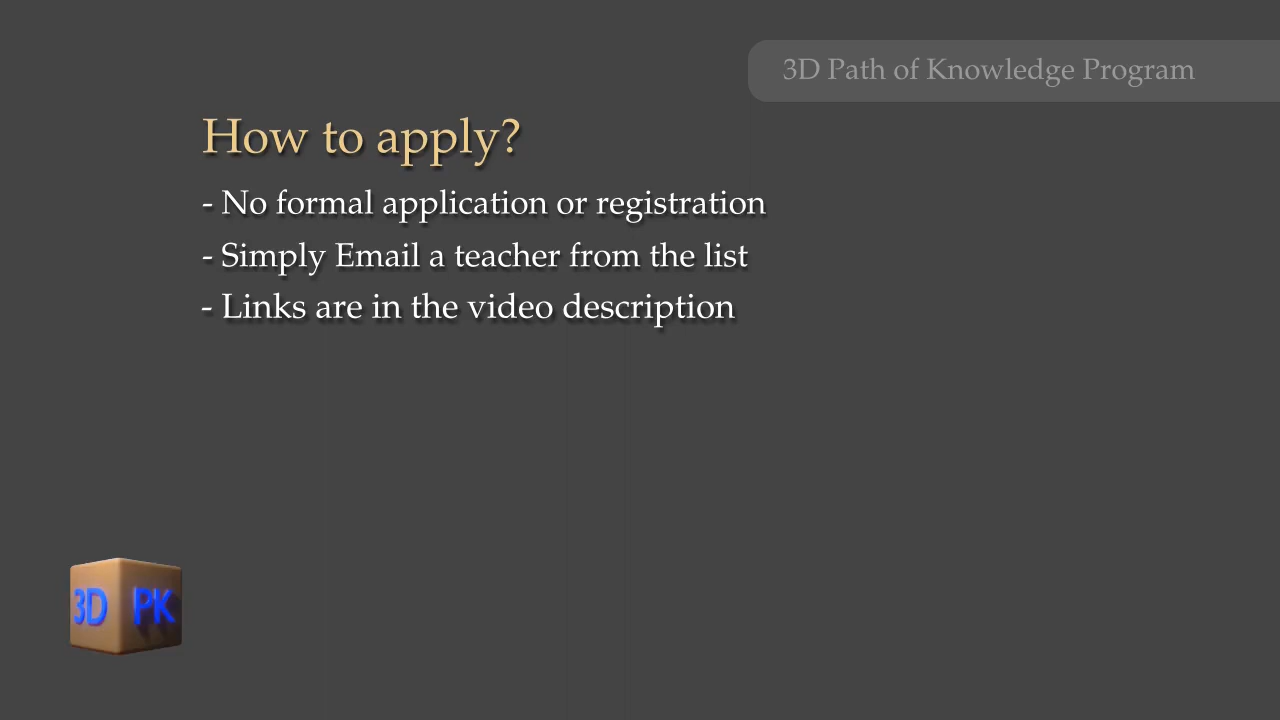 3D Path of Knowledge Program
How to apply?
- No formal application or registration
- Simply Email a teacher from the list
- Links are in the video description
3D PK